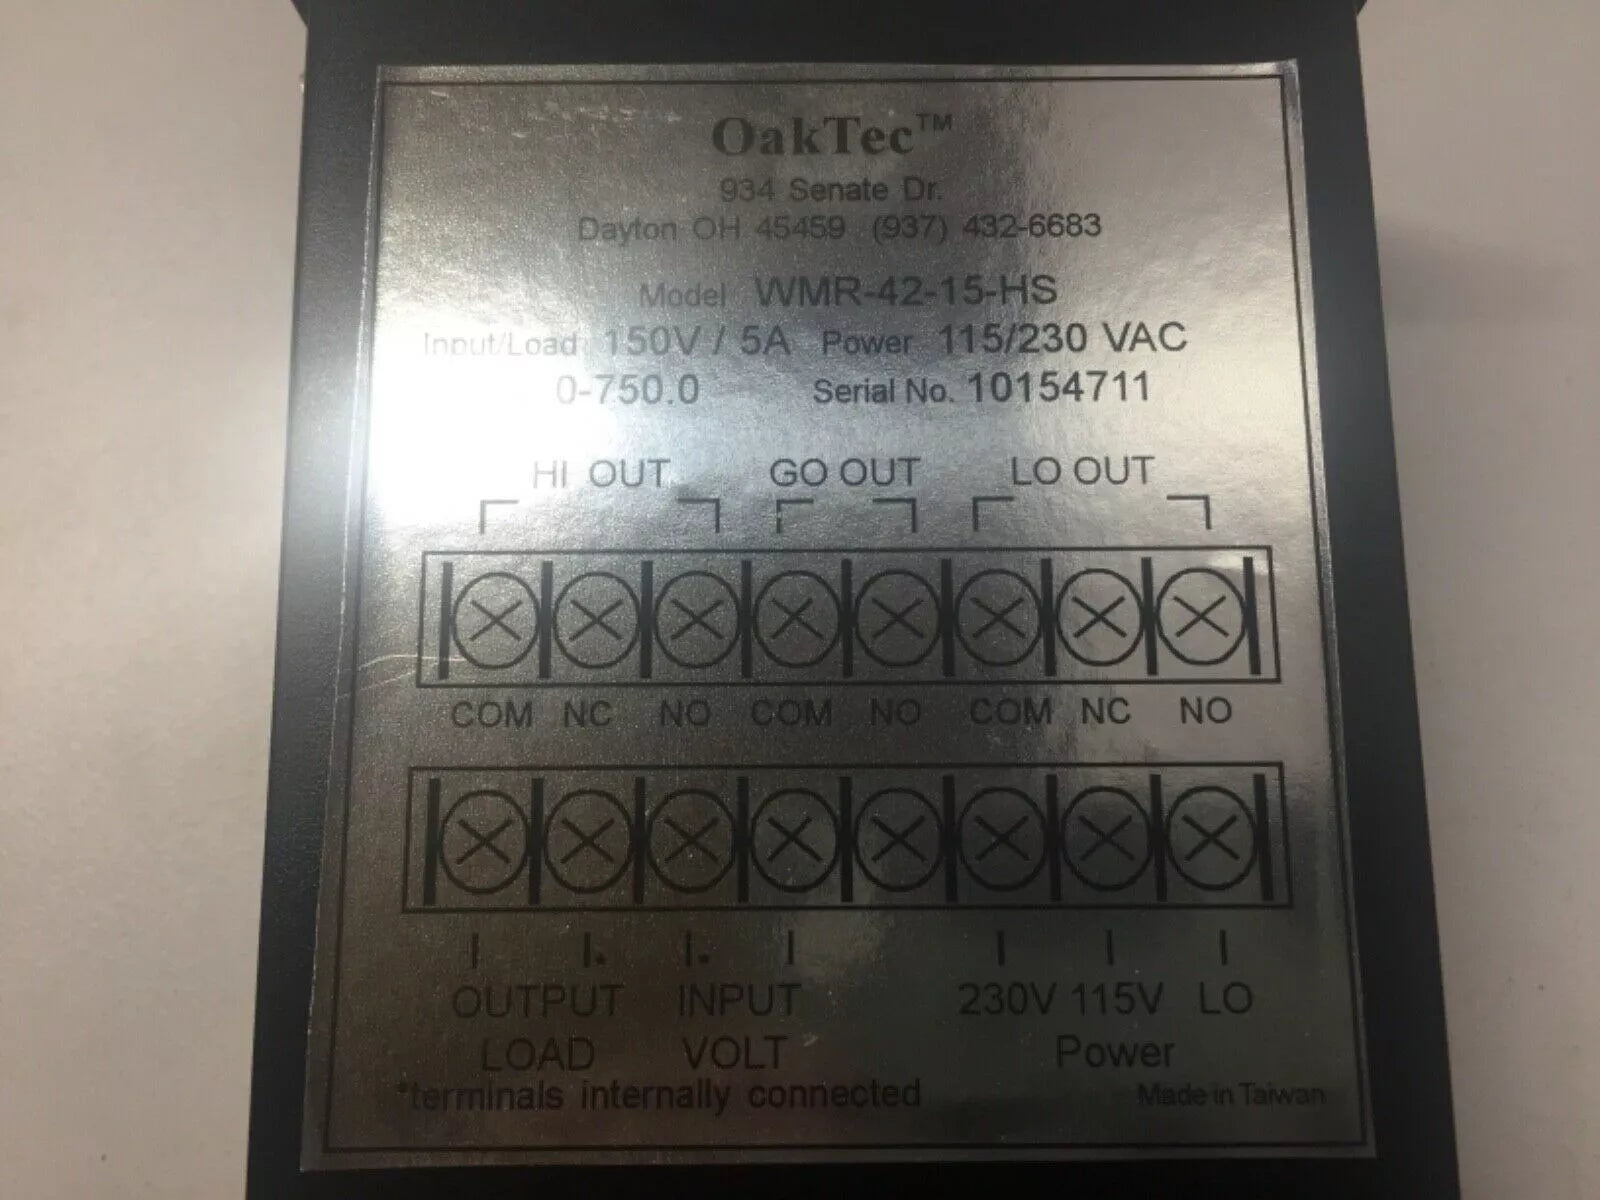 OakTec™
934 Senate Dr.
Dayton OH 45459 (937) 432-6683
Model WMR-42-15-HS
Input/Load 150V / 5A Power 115/230 VAC
0-750.0 Serial No. 10154711
HI OUT GO OUT LO OUT
COM NC NO COM NO COM NC NO
OUTPUT INPUT 230V 115V LO
LOAD VOLT Power
*terminals internally connected Made in Taiwan